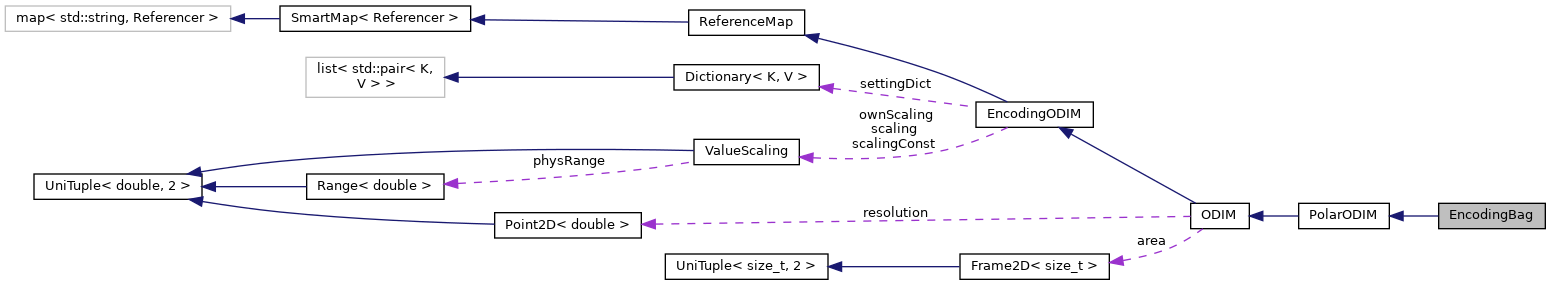 map< std::string, Referencer >
SmartMap< Referencer >
ReferenceMap
list< std::pair< K,
V > >
Dictionary< K, V >
settingDict
EncodingODIM
ownScaling
scaling
scalingConst
ValueScaling
physRange
UniTuple< double, 2 >
Range< double >
Point2D< double >
resolution
ODIM
PolarODIM
EncodingBag
area
UniTuple< size_t, 2 >
Frame2D< size_t >